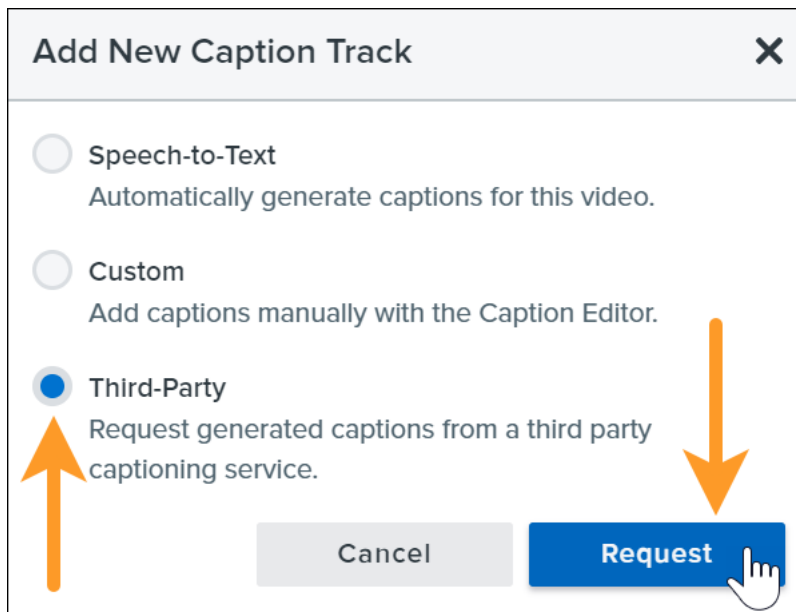 Add New Caption Track
Speech-to-Text
Automatically generate captions for this video.
Custom
Add captions manually with the Caption Editor.
Third-Party
Request generated captions from a third party
captioning service.
Cancel
Request